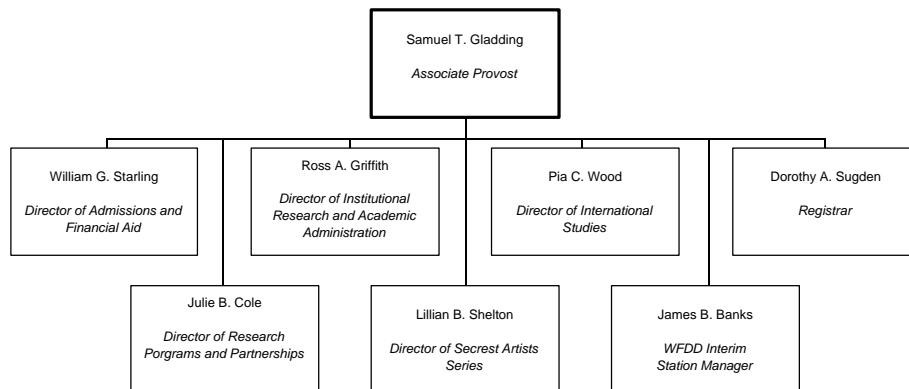 Samuel T. Gladding
Associate Provost
William G. Starling
Director of Admissions and
Financial Aid
Ross A. Griffith
Director of Institutional
Research and Academic
Administration
Pia C. Wood
Director of International
Studies
Dorothy A. Sugden
Registrar
Julie B. Cole
Director of Research
Porgrams and Partnerships
Lillian B. Shelton
Director of Secrest Artists
Series
James B. Banks
WFDD Interim
Station Manager